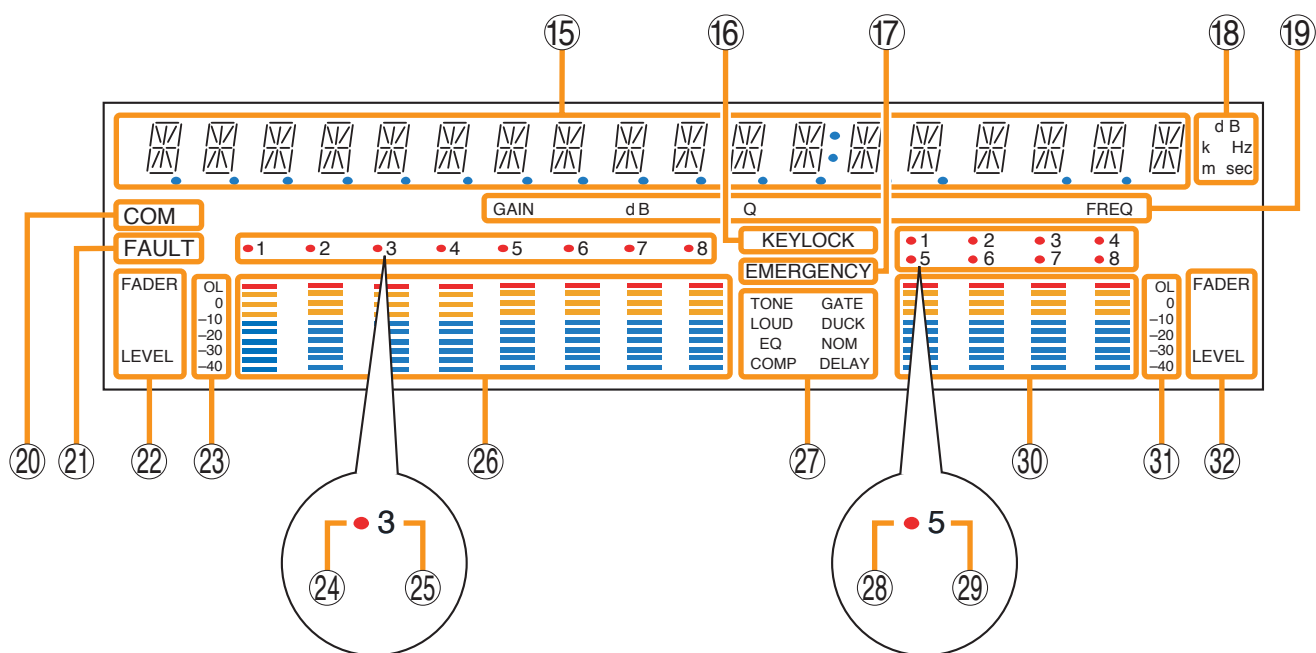 ⑮ ⑯ ⑰ ⑱ ⑲
d B
k Hz
m sec
GAIN d B Q FREQ
COM
FAULT
1 2 3 4 5 6 7 8
KEYLOCK
EMERGENCY
1 2 3 4
5 6 7 8
FADER
LEVEL
OL
0
–10
–20
–30
–40
TONE GATE
LOUD DUCK
EQ NOM
COMP DELAY
OL
0
–10
–20
–30
–40
FADER
LEVEL
⑳ ㉑ ㉒ ㉓ ㉖ ㉗ ㉚ ㉛ ㉜
3
㉔ ㉕
5
㉘ ㉙